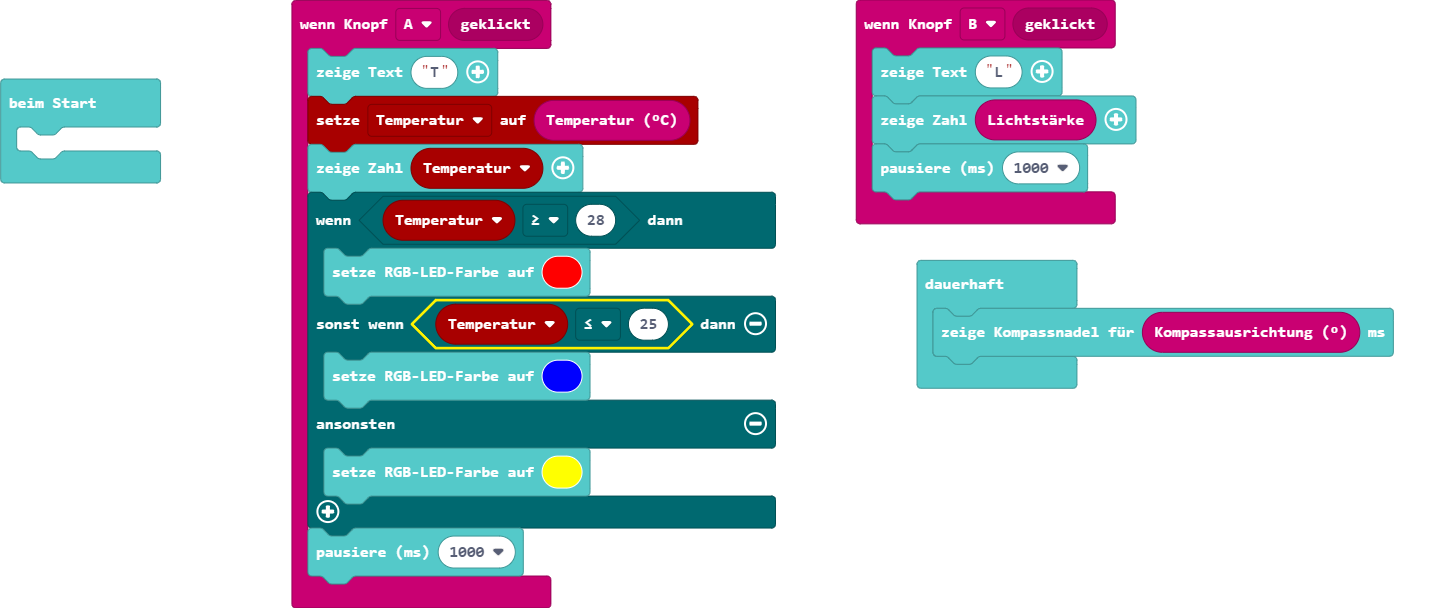 beim Start
wenn Knopf A geklickt
zeige Text "T"
setze Temperatur auf Temperatur (ºC)
zeige Zahl Temperatur
wenn Temperatur ≥ 28 dann
setze RGB-LED-Farbe auf
sonst wenn Temperatur ≤ 25 dann
setze RGB-LED-Farbe auf
ansonsten
setze RGB-LED-Farbe auf
pausiere (ms) 1000
wenn Knopf B geklickt
zeige Text "L"
zeige Zahl Lichtstärke
pausiere (ms) 1000
dauerhaft
zeige Kompassnadel für Kompassausrichtung (º) ms